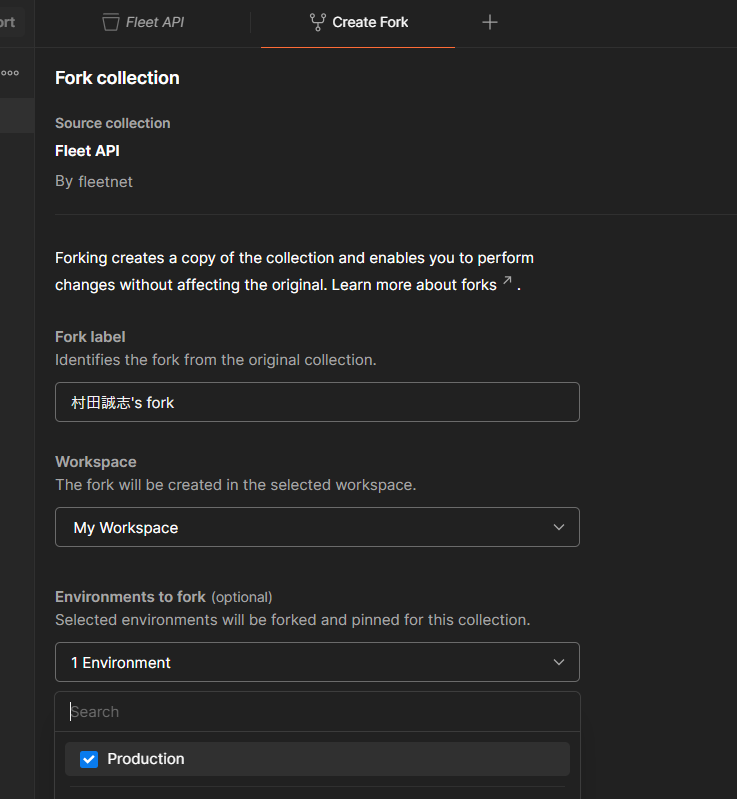 ort
Fleet API
Create Fork
Fork collection
Source collection
Fleet API
By fleetnet
Forking creates a copy of the collection and enables you to perform
changes without affecting the original. Learn more about forks ↗ .
Fork label
Identifies the fork from the original collection.
村田誠志's fork
Workspace
The fork will be created in the selected workspace.
My Workspace
Environments to fork (optional)
Selected environments will be forked and pinned for this collection.
1 Environment
Search
Production